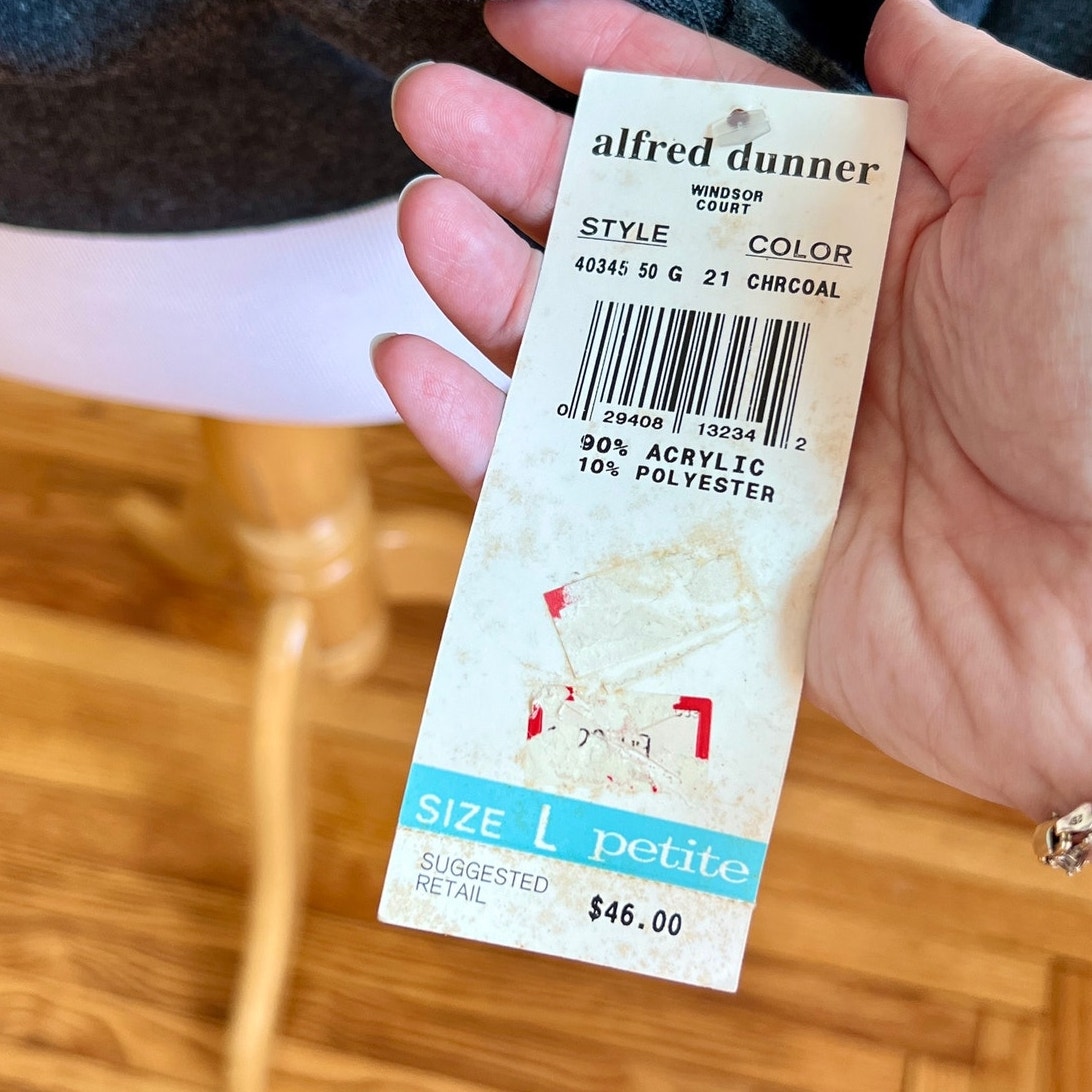 alfred dunner
WINDSOR
COURT
STYLE COLOR
40345 50 G 21 CHRCOAL
0 29408 13234 2
90% ACRYLIC
10% POLYESTER
SIZE L petite
SUGGESTED
RETAIL
$46.00